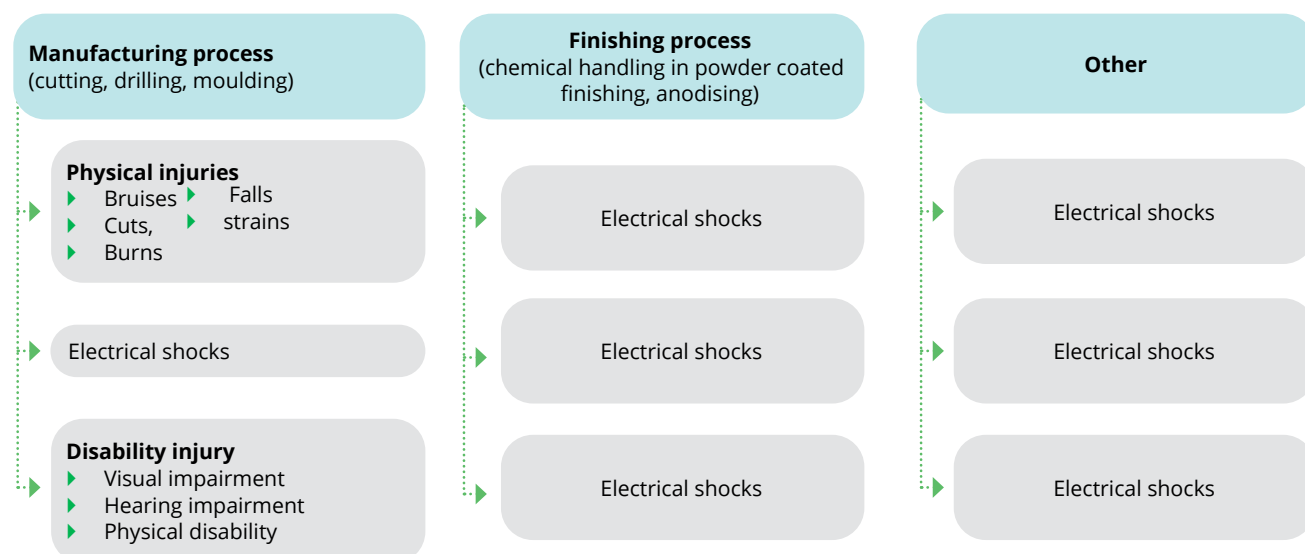 Manufacturing process
(cutting, drilling, moulding)
Physical injuries
Bruises
Cuts,
Burns
Falls
strains
Electrical shocks
Disability injury
Visual impairment
Hearing impairment
Physical disability
Finishing process
(chemical handling in powder coated
finishing, anodising)
Electrical shocks
Electrical shocks
Electrical shocks
Other
Electrical shocks
Electrical shocks
Electrical shocks